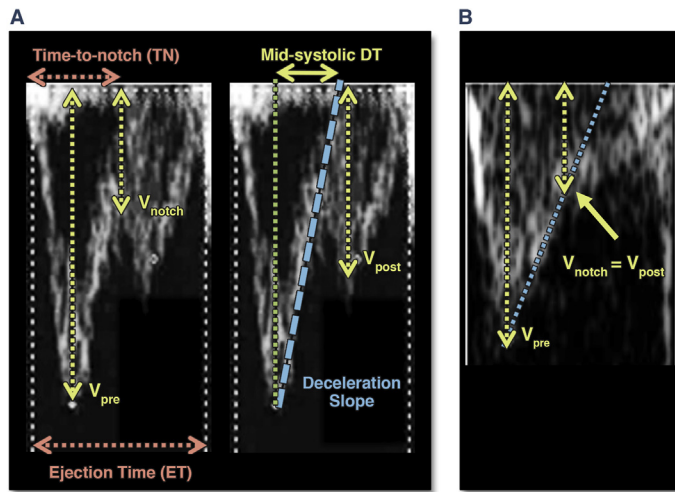 A
B
Time-to-notch (TN)
Mid-systolic DT
V notch
V post
V notch = V post
V pre
V pre
Deceleration
Slope
Ejection Time (ET)